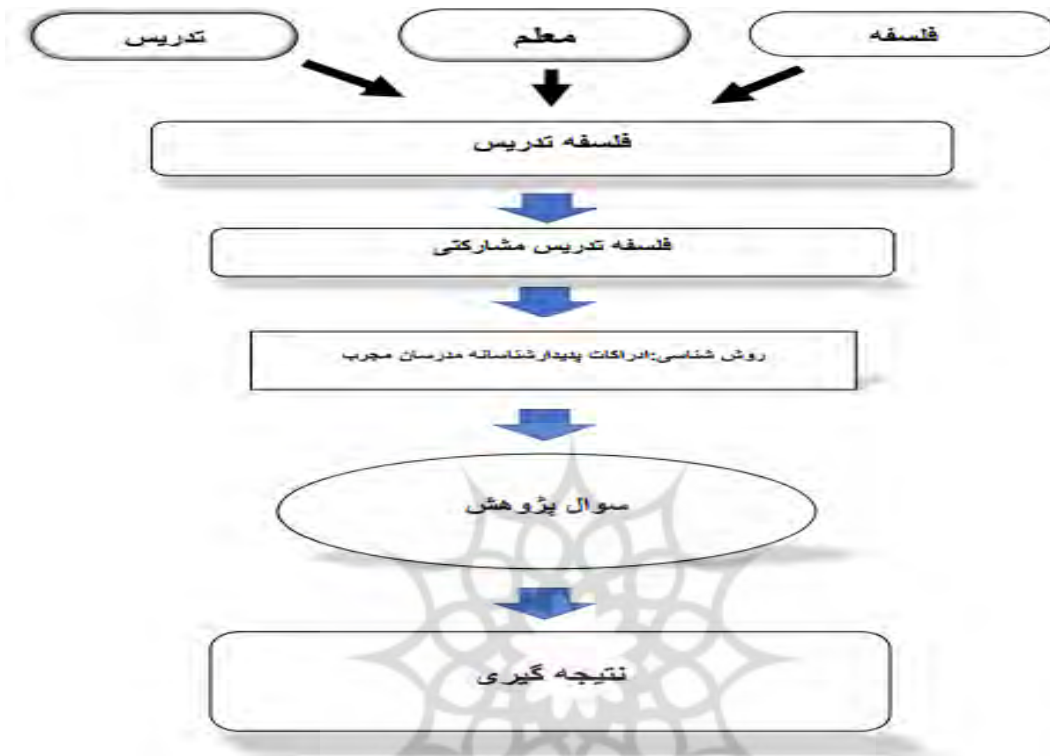 فلسفه
معلم
تدریس
فلسفه تدریس
فلسفه تدریس مشارکتی
روش شناسی:ادراکات پدیدارشناسانه مدرسان مجرب
سوال پژوهش
نتیجه گیری